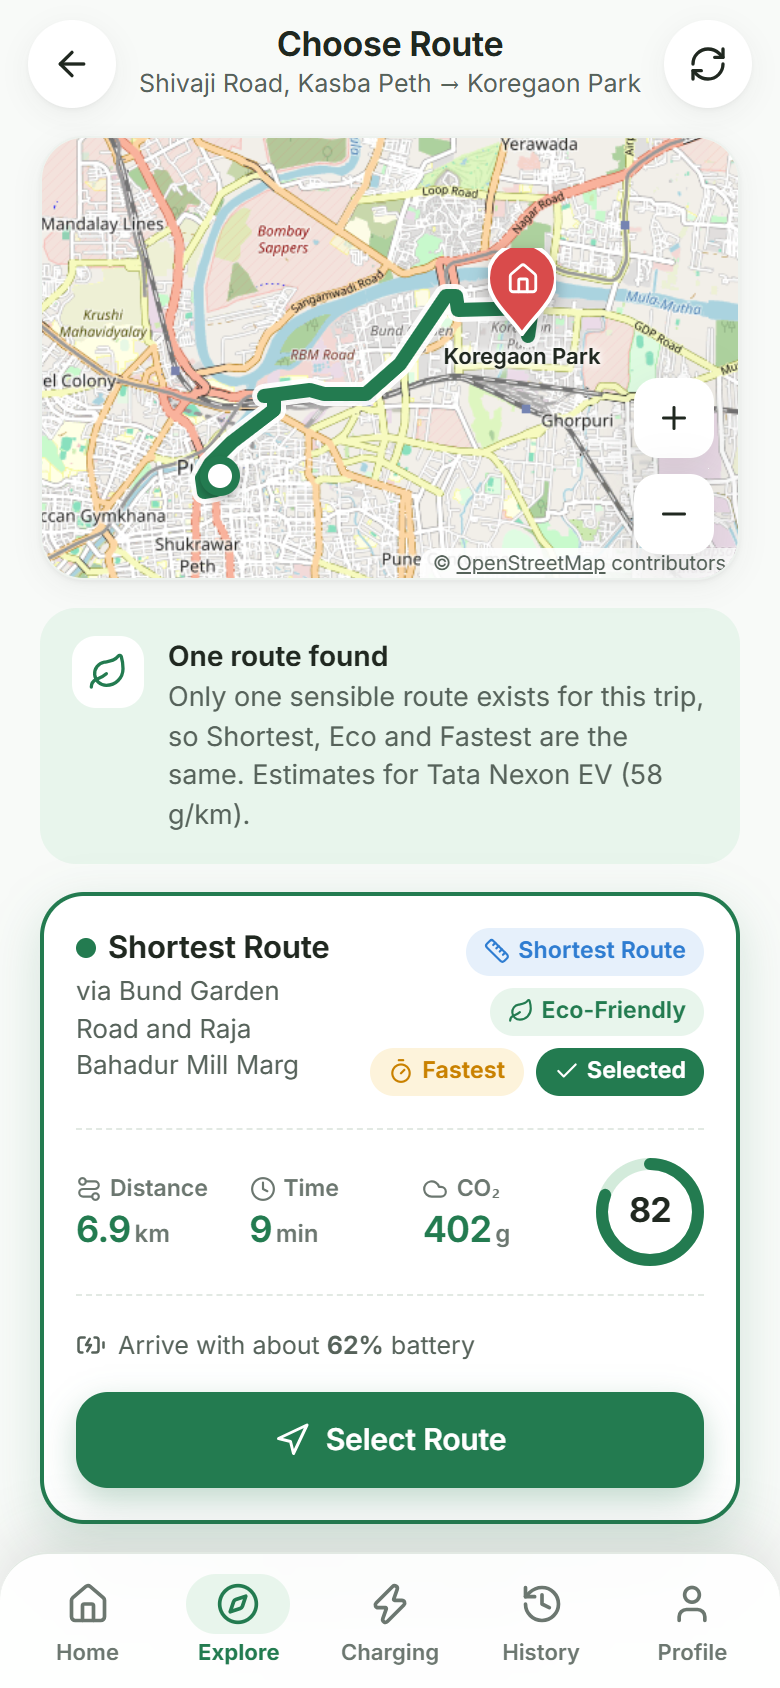 Choose Route
Shivaji Road, Kasba Peth → Koregaon Park
Yerawada
Loop Road
Nagar Road
Mandalay Lines
Bombay
Sappers
Sangamwadi Road
Krushi
Mahavidyalay
Mula-Mutha
Bund
RBM Road
GDP Road
Koregaon Park
el Colony
Ghorpuri
ccan Gymkhana
Shukrawar
Peth
Pune
© OpenStreetMap contributors
One route found
Only one sensible route exists for this trip,
so Shortest, Eco and Fastest are the
same. Estimates for Tata Nexon EV (58
g/km).
Shortest Route
Shortest Route
via Bund Garden
Road and Raja
Bahadur Mill Marg
Eco-Friendly
Fastest
Selected
Distance
6.9 km
Time
9 min
CO₂
402 g
82
Arrive with about 62% battery
Select Route
Home
Explore
Charging
History
Profile